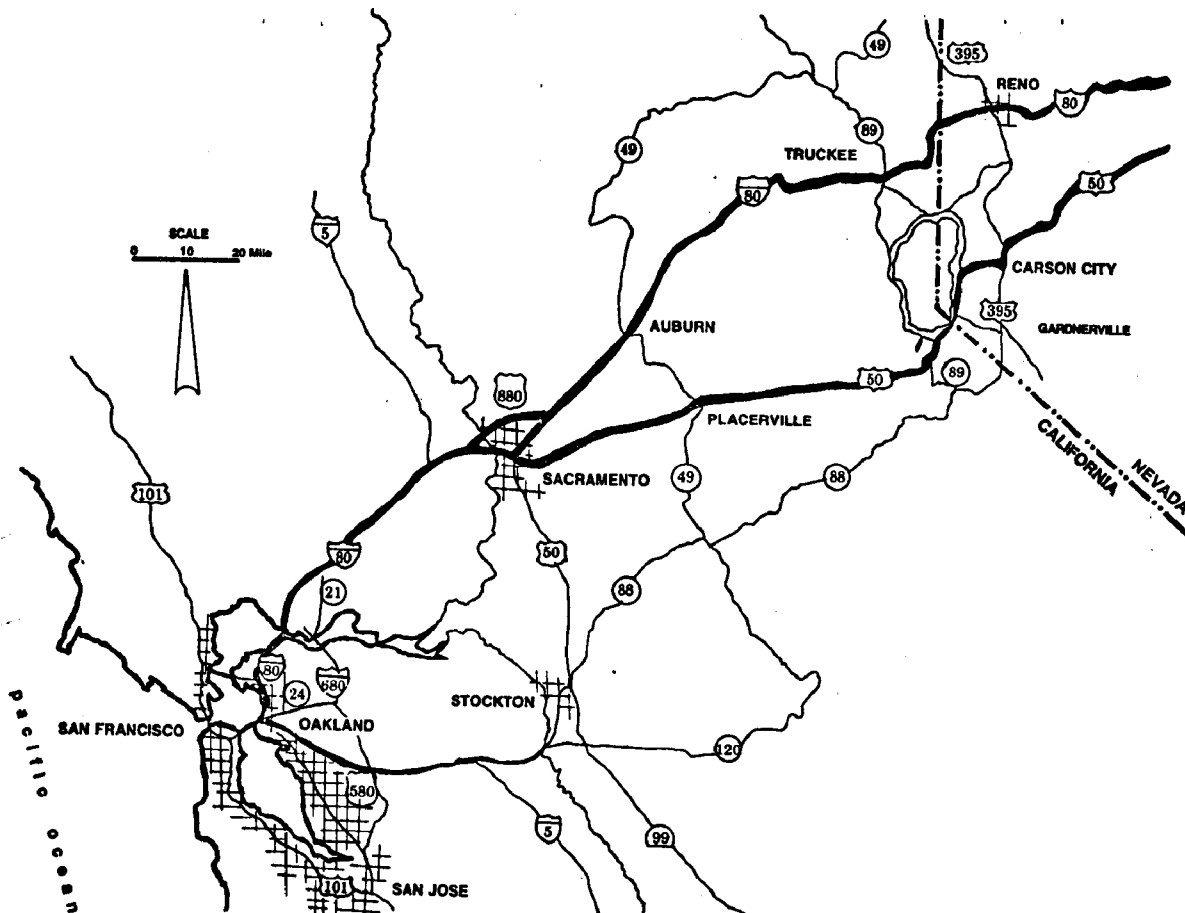 49
49
395
RENO
80
89
TRUCKEE
49
80
50
5
SCALE
0 10 20 Mile
CARSON CITY
395
GARDNERVILLE
AUBURN
880
50
89
PLACERVILLE
CALIFORNIA
NEVADA
SACRAMENTO
49
88
101
80
50
21
88
80
24
680
STOCKTON
SAN FRANCISCO
OAKLAND
pacific ocean
120
580
5
99
101
SAN JOSE